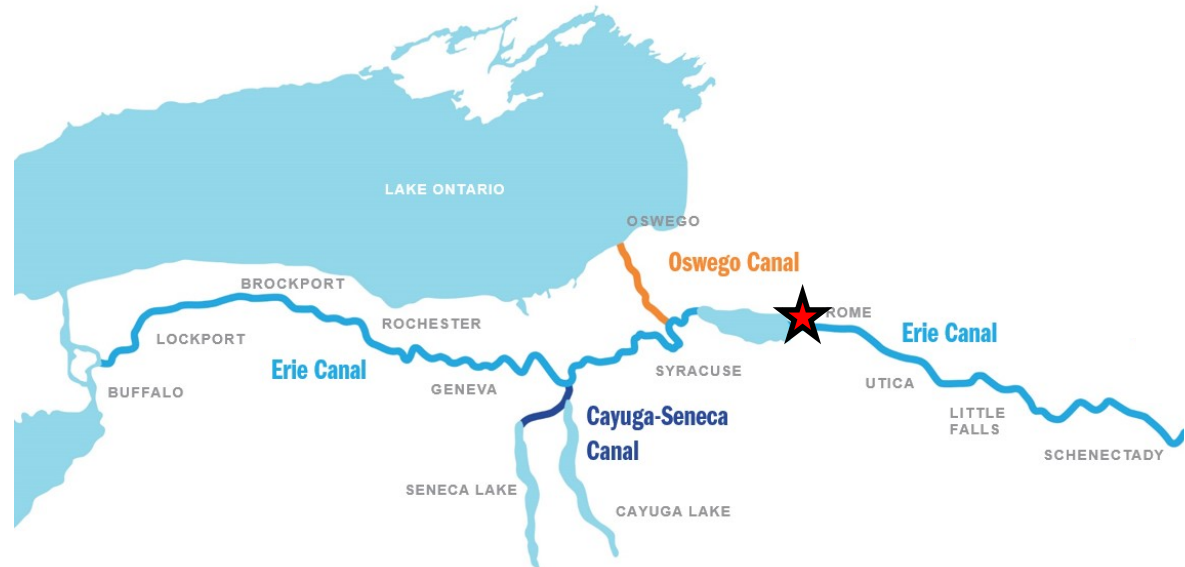 LAKE ONTARIO
OSWEGO
Oswego Canal
BROCKPORT
ROCHESTER
LOCKPORT
ROME
Erie Canal
Erie Canal
SYRACUSE
BUFFALO
GENEVA
UTICA
LITTLE
FALLS
Cayuga-Seneca
Canal
SCHENECTADY
SENECA LAKE
CAYUGA LAKE